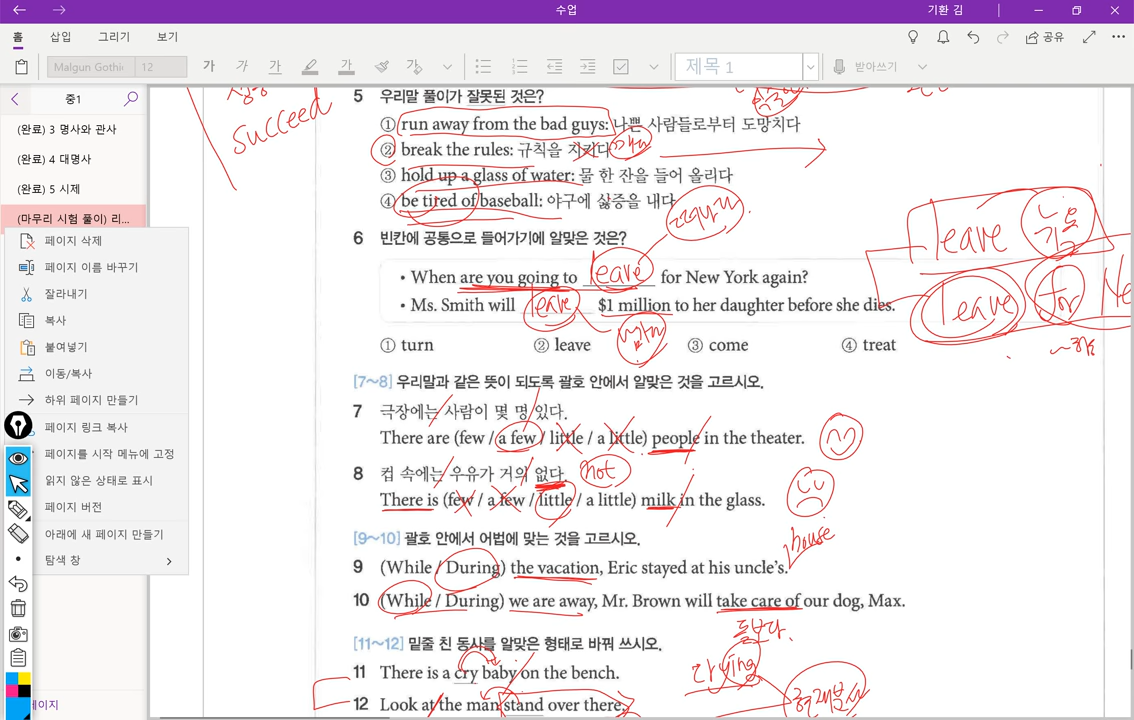 수업
기환 김
홈 삽입 그리기 보기
공유
Malgun Gothi 12 가 가 가 가 가 제목 1 받아쓰기
중1
(완료) 3 명사와 관사
(완료) 4 대명사
(완료) 5 시제
(마무리 시험 풀이) 리...
페이지 삭제
페이지 이름 바꾸기
잘라내기
복사
붙여넣기
이동/복사
하위 페이지 만들기
페이지 링크 복사
페이지를 시작 메뉴에 고정
읽지 않은 상태로 표시
페이지 버전
아래에 새 페이지 만들기
탐색 창
페이지
succeed
5 우리말 풀이가 잘못된 것은?
① run away from the bad guys: 나쁜 사람들로부터 도망치다
② break the rules: 규칙을 지키다
③ hold up a glass of water: 물 한 잔을 들어 올리다
④ be tired of baseball: 야구에 싫증을 내다
6 빈칸에 공통으로 들어가기에 알맞은 것은?
떠나다
• When are you going to leave for New York again?
• Ms. Smith will leave $1 million to her daughter before she dies.
남기다
leave
leave for Ne
① turn ② leave ③ come ④ treat
[7~8] 우리말과 같은 뜻이 되도록 괄호 안에서 알맞은 것을 고르시오.
7 극장에는 사람이 몇 명 있다.
There are (few / a few / little / a little) people in the theater.
8 컵 속에는 우유가 거의 없다. not
There is (few / a few / little / a little) milk in the glass.
[9~10] 괄호 안에서 어법에 맞는 것을 고르시오.
house
9 (While / During) the vacation, Eric stayed at his uncle's.
10 (While / During) we are away, Mr. Brown will take care of our dog, Max.
돌보다.
[11~12] 밑줄 친 동사를 알맞은 형태로 바꿔 쓰시오.
11 There is a cry baby on the bench.
ying
현재분사
12 Look at the man stand over there.